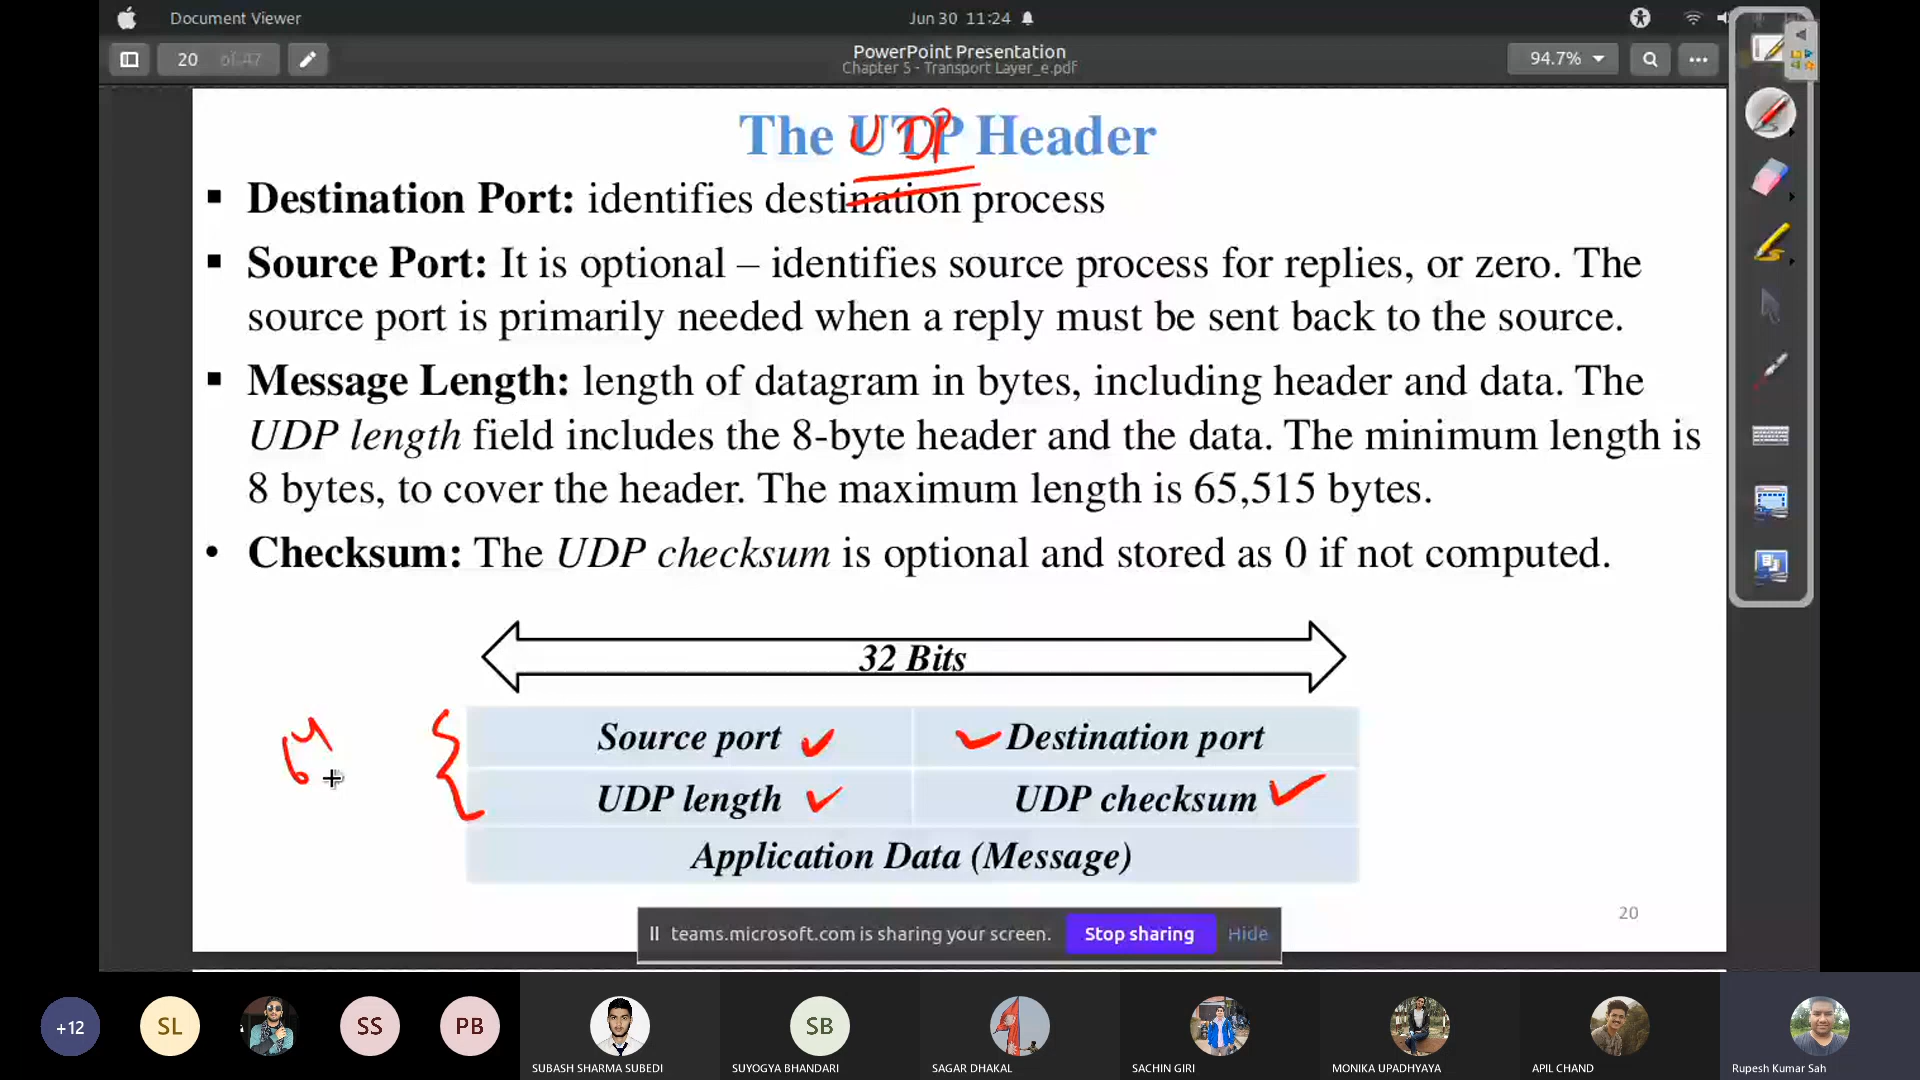 Document Viewer
Jun 30 11:24
20 of 47
PowerPoint Presentation
Chapter 5 - Transport Layer_e.pdf
94.7%
The UTP Header
UDP
▪ Destination Port: identifies destination process
▪ Source Port: It is optional – identifies source process for replies, or zero. The
source port is primarily needed when a reply must be sent back to the source.
▪ Message Length: length of datagram in bytes, including header and data. The
UDP length field includes the 8-byte header and the data. The minimum length is
8 bytes, to cover the header. The maximum length is 65,515 bytes.
• Checksum: The UDP checksum is optional and stored as 0 if not computed.
32 Bits
64
Source port
Destination port
UDP length
UDP checksum
Application Data (Message)
20
teams.microsoft.com is sharing your screen.
Stop sharing
Hide
+12
SL
SS
PB
SB
SUBASH SHARMA SUBEDI
SUYOGYA BHANDARI
SAGAR DHAKAL
SACHIN GIRI
MONIKA UPADHYAYA
APIL CHAND
Rupesh Kumar Sah